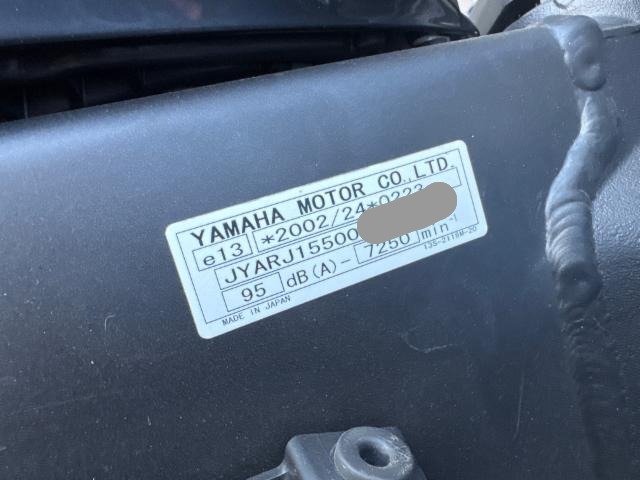 YAMAHA MOTOR CO.,LTD.
e13 *2002/24*0223
JYARJ15500
95 dB(A)- 7250 min-1
MADE IN JAPAN 13S-2118M-20